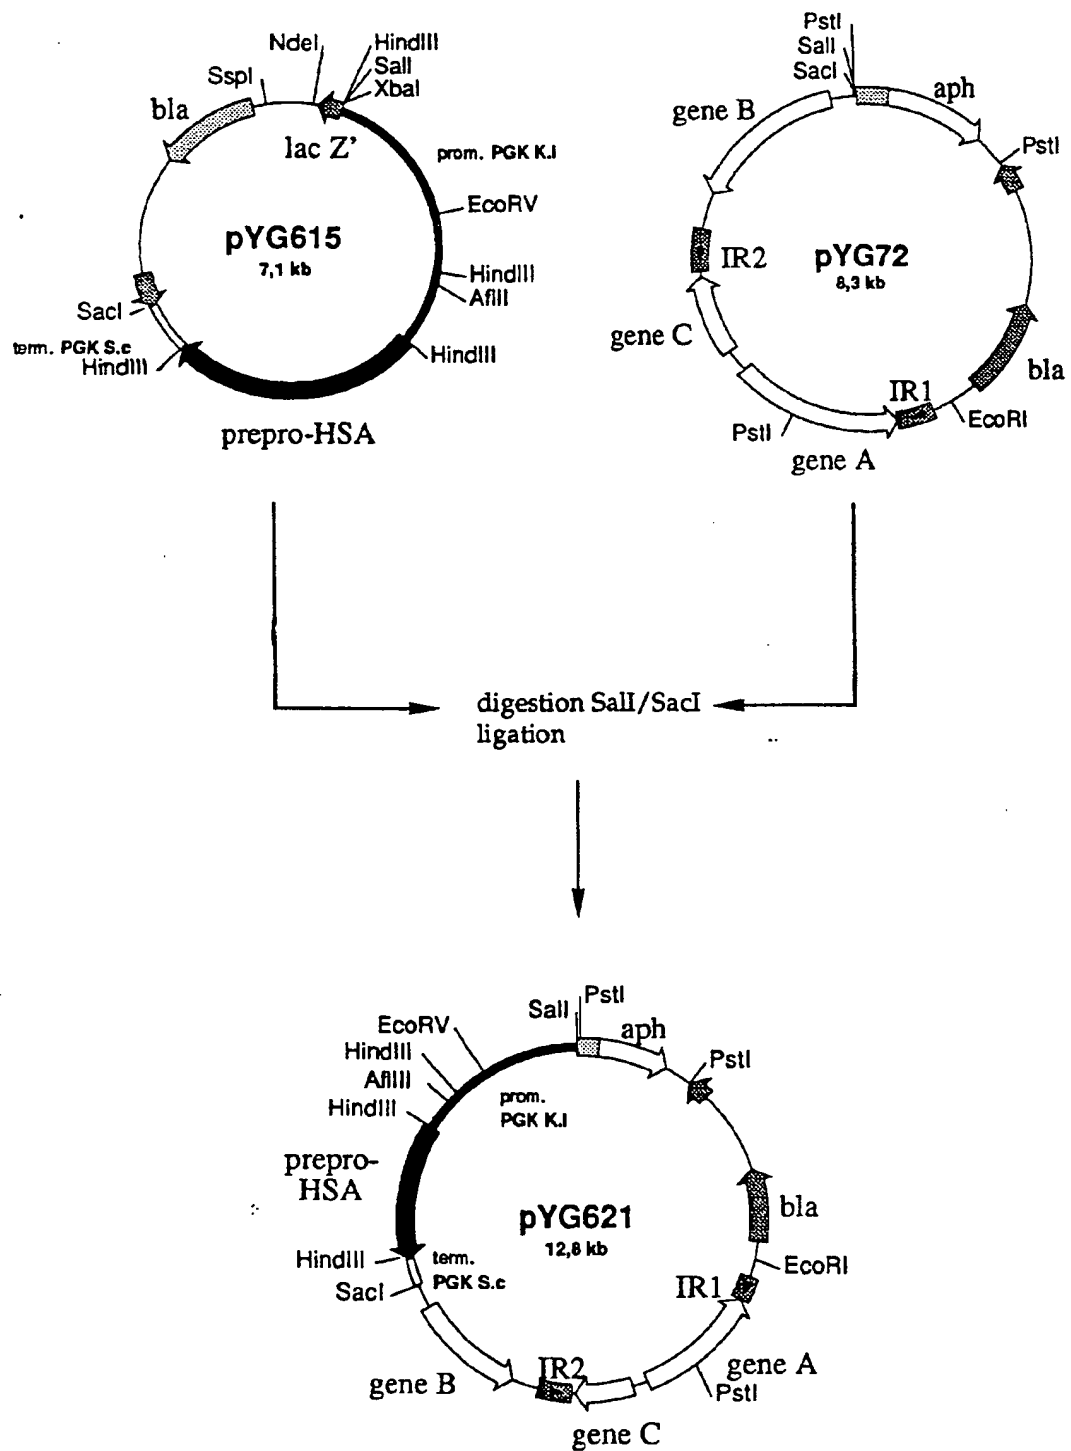 NdeI
HindIII
SalI
XbaI
SspI
bla
lac Z'
prom. PGK K.l
EcoRV
pYG615
7,1 kb
HindIII
AflII
SacI
term. PGK S.c
HindIII
HindIII
prepro-HSA
PstI
SalI
SacI
gene B
aph
PstI
IR2
pYG72
8,3 kb
gene C
bla
IR1
EcoRI
PstI
gene A
digestion SalI/SacI
ligation
SalI
PstI
aph
EcoRV
HindIII
AflIII
HindIII
PstI
prom.
PGK K.l
prepro-
HSA
pYG621
12,8 kb
bla
HindIII
term.
PGK S.c
EcoRI
SacI
IR1
gene B
IR2
gene A
PstI
gene C